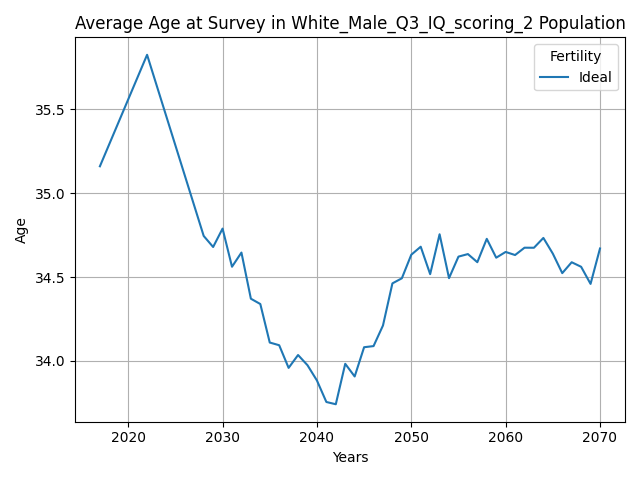 Average Age at Survey in White_Male_Q3_IQ_scoring_2 Population
Fertility
Ideal
Age
35.5
35.0
34.5
34.0
2020 2030 2040 2050 2060 2070
Years